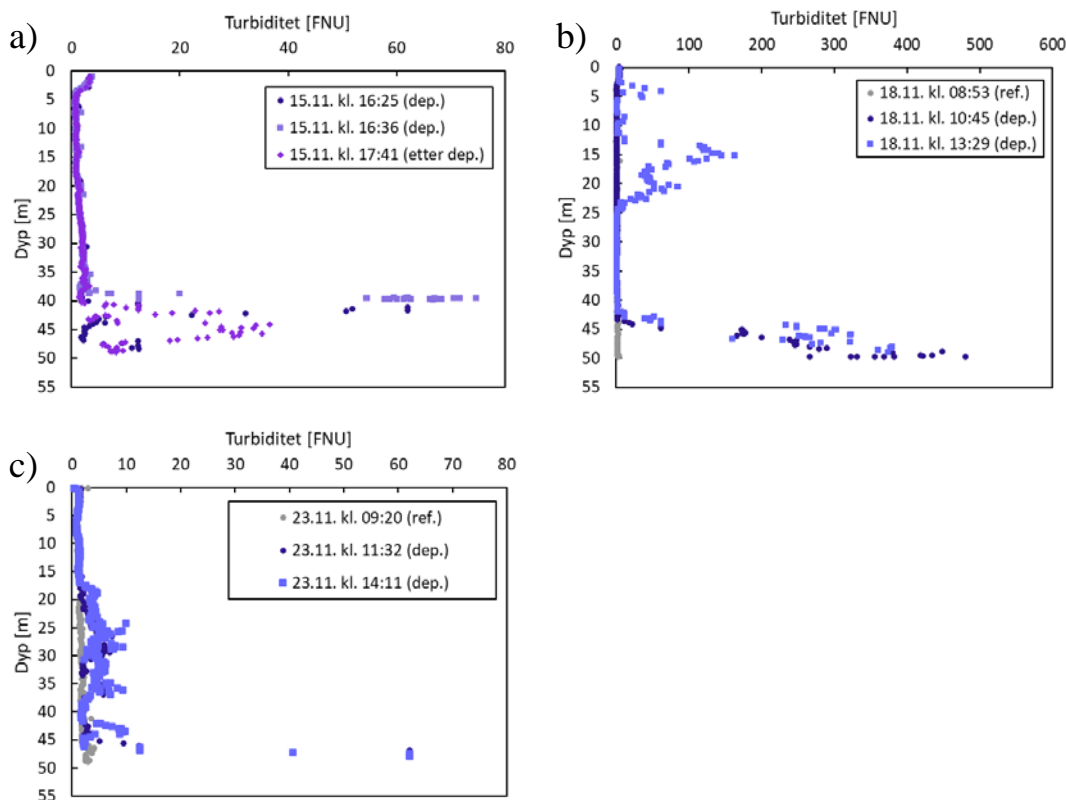 a)
Turbiditet [FNU]
0 20 40 60 80
0
5
10
15
20
25
30
35
40
45
50
55
Dyp [m]
15.11. kl. 16:25 (dep.)
15.11. kl. 16:36 (dep.)
15.11. kl. 17:41 (etter dep.)
b)
Turbiditet [FNU]
0 100 200 300 400 500 600
0
5
10
15
20
25
30
35
40
45
50
55
Dyp [m]
18.11. kl. 08:53 (ref.)
18.11. kl. 10:45 (dep.)
18.11. kl. 13:29 (dep.)
c)
Turbiditet [FNU]
0 10 20 30 40 50 60 70 80
0
5
10
15
20
25
30
35
40
45
50
55
Dyp [m]
23.11. kl. 09:20 (ref.)
23.11. kl. 11:32 (dep.)
23.11. kl. 14:11 (dep.)